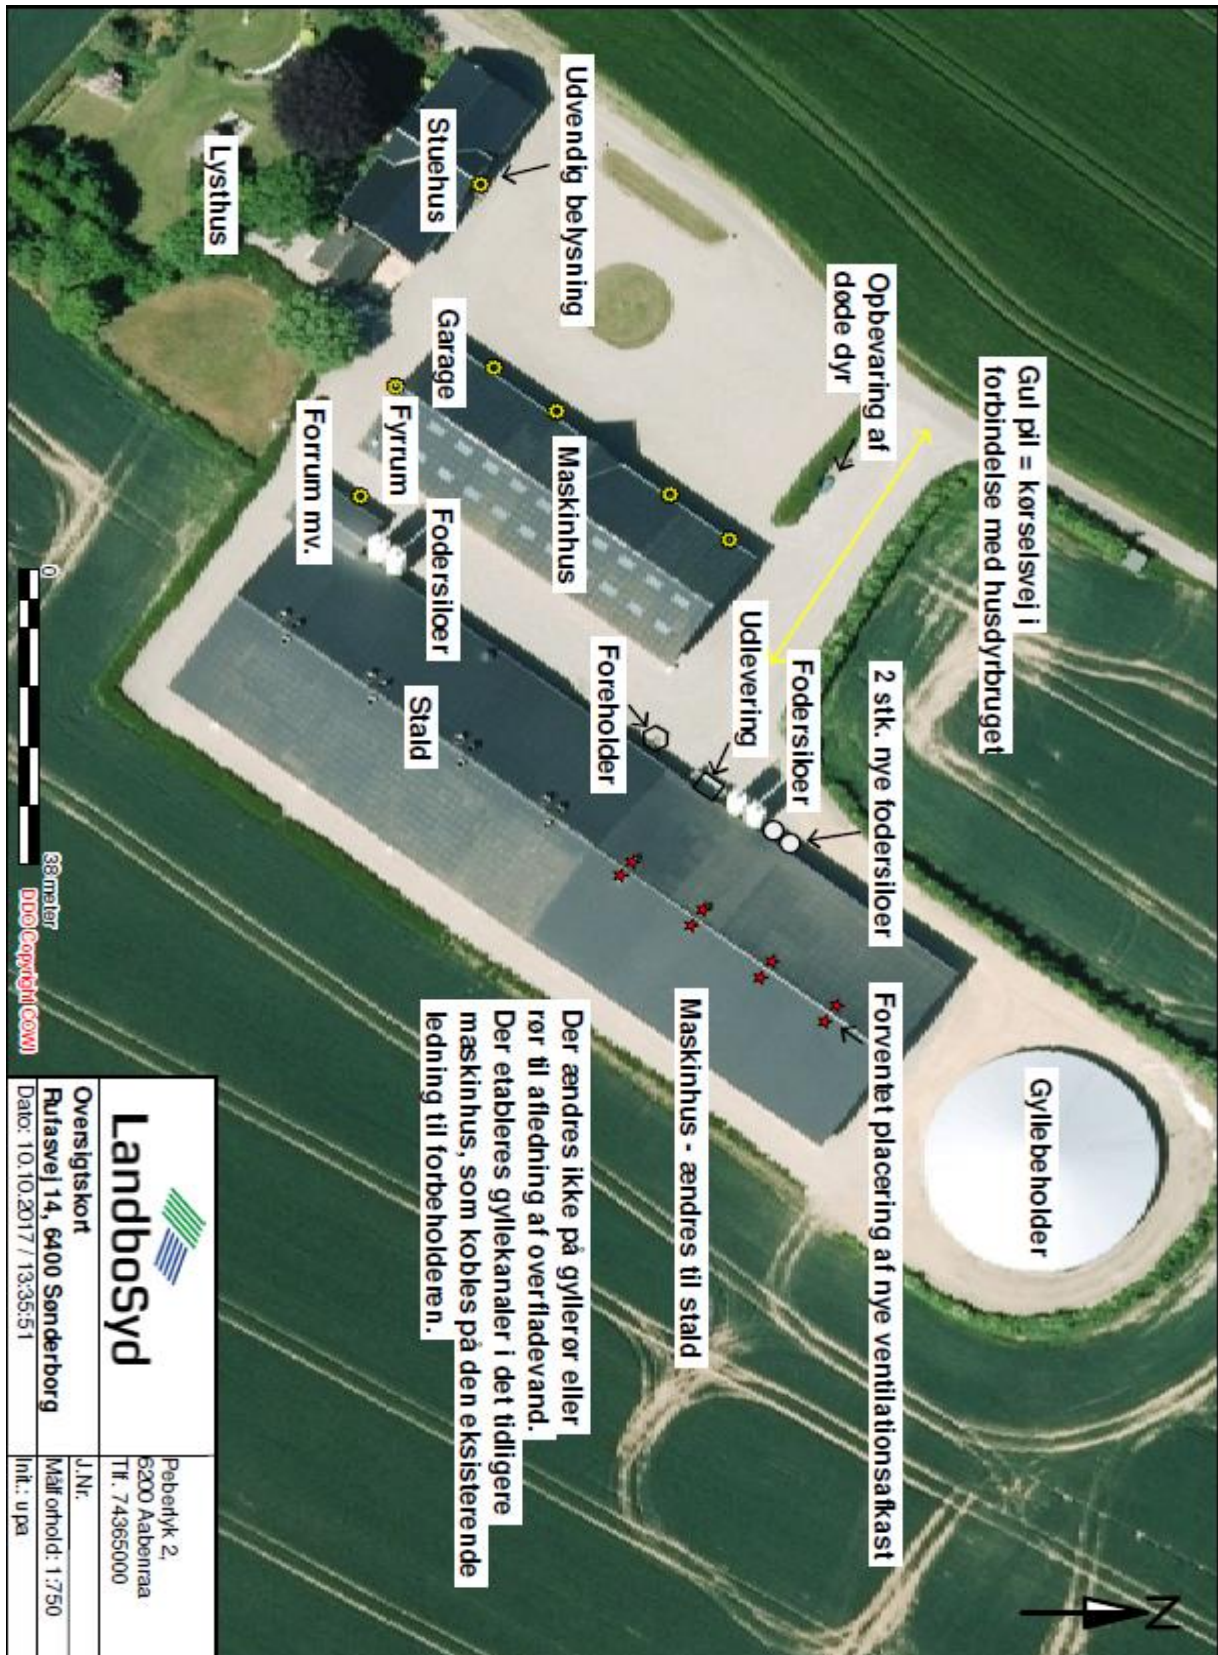 Gul pil = kørselsvej i
forbindelse med husdyrbruget
Opbevaring af
døde dyr
2 stk. nye fodersiloer
Forventet placering af nye ventilationsafkast
Gyllebeholder
N
Udvendig belysning
Fodersiloer
Udlevering
Foreholder
Maskinhus
Maskinhus - ændres til stald
Stuehus
Garage
Fyrrum
Fodersiloer
Stald
Forrum mv.
Lysthus
Der ændres ikke på gyllerør eller
rør til afledning af overfladevand.
Der etableres gyllekanaler i det tidligere
maskinhus, som kobles på den eksisterende
ledning til forbeholderen.
0
38 meter
DDO Copyright COWI
LandboSyd
Peberlyk 2,
6200 Aabenraa
Tlf. 74365000
Oversigtskort
J.Nr.
Rufasvej 14, 6400 Sønderborg
Målforhold: 1:750
Dato: 10.10.2017 / 13:35:51
Init.: upa